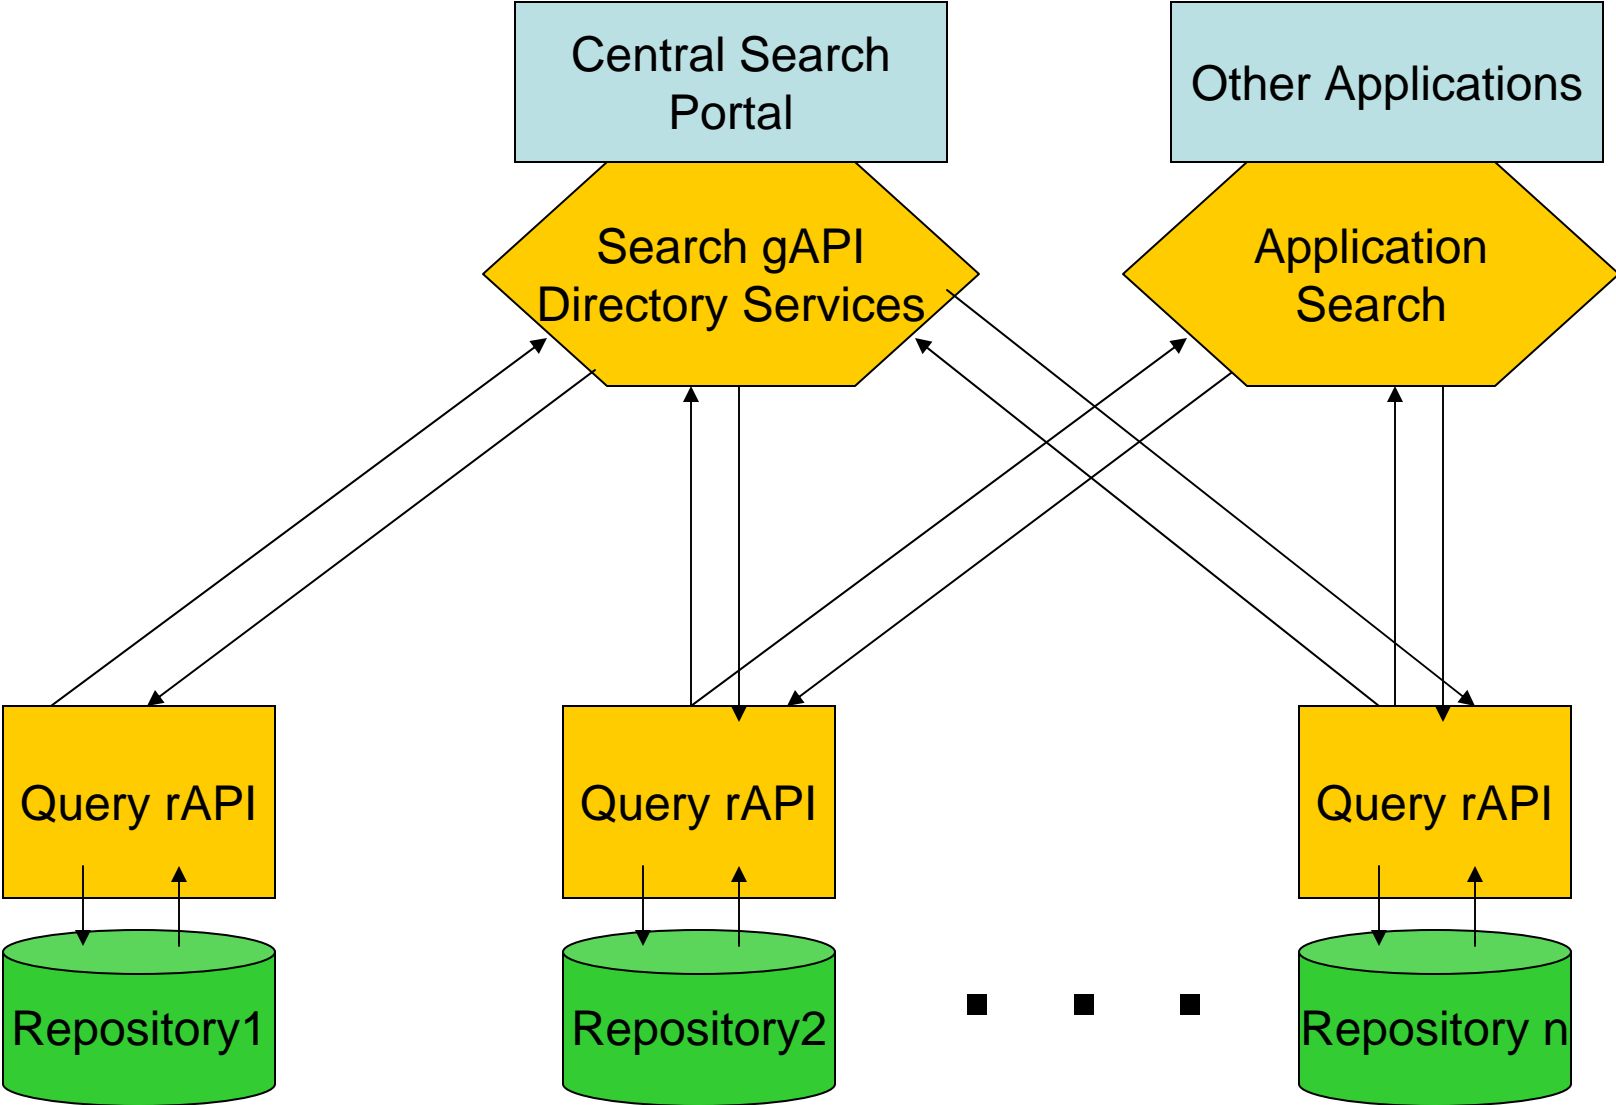 Central Search
Portal
Other Applications
Search gAPI
Directory Services
Application
Search
Query rAPI
Query rAPI
Query rAPI
Repository1
Repository2
. . .
Repository n